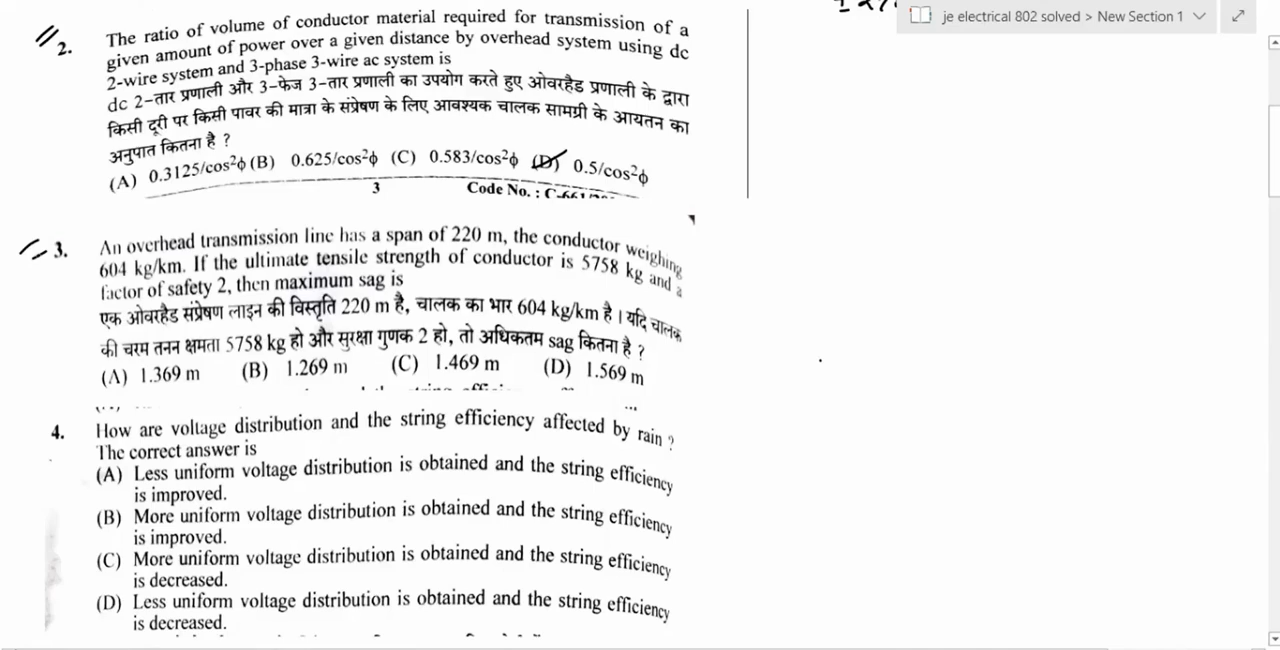 je electrical 802 solved > New Section 1
2. The ratio of volume of conductor material required for transmission of a
given amount of power over a given distance by overhead system using dc
2-wire system and 3-phase 3-wire ac system is
dc 2-तार प्रणाली और 3-फेज 3-तार प्रणाली का उपयोग करते हुए ओवरहैड प्रणाली के द्वारा
किसी दूरी पर किसी पावर की मात्रा के संप्रेषण के लिए आवश्यक चालक सामग्री के आयतन का
अनुपात कितना है ?
(A) 0.3125/cos²ϕ (B) 0.625/cos²ϕ (C) 0.583/cos²ϕ (D) 0.5/cos²ϕ
3 Code No. :
3. An overhead transmission line has a span of 220 m, the conductor weighing
604 kg/km. If the ultimate tensile strength of conductor is 5758 kg and a
factor of safety 2, then maximum sag is
एक ओवरहैड संप्रेषण लाइन की विस्तृति 220 m है, चालक का भार 604 kg/km है । यदि चालक
की चरम तनन क्षमता 5758 kg हो और सुरक्षा गुणक 2 हो, तो अधिकतम sag कितना है ?
(A) 1.369 m (B) 1.269 m (C) 1.469 m (D) 1.569 m
4. How are voltage distribution and the string efficiency affected by rain ?
The correct answer is
(A) Less uniform voltage distribution is obtained and the string efficiency
is improved.
(B) More uniform voltage distribution is obtained and the string efficiency
is improved.
(C) More uniform voltage distribution is obtained and the string efficiency
is decreased.
(D) Less uniform voltage distribution is obtained and the string efficiency
is decreased.